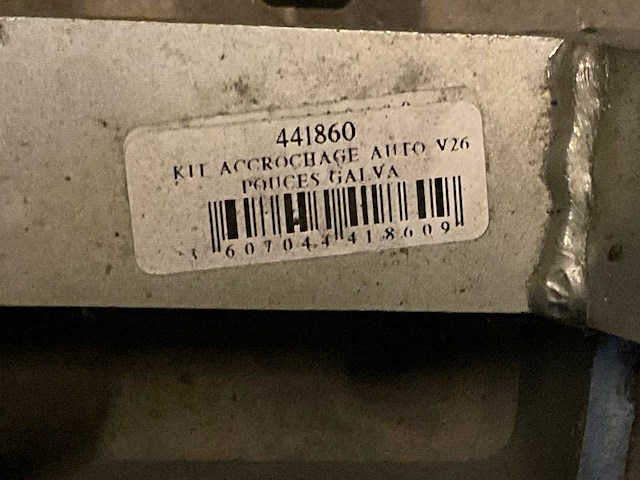 441860
KIT ACCROCHAGE AUTO V26
POUCES GALVA
3 607044 418609